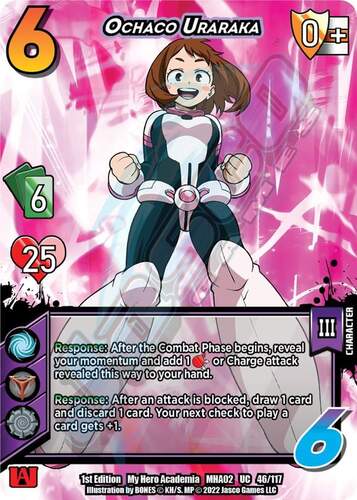 Ochaco Uraraka
6
0+
6
25
III
CHARACTER
Response: After the Combat Phase begins, reveal
your momentum and add 1 or Charge attack
revealed this way to your hand.
Response: After an attack is blocked, draw 1 card
and discard 1 card. Your next check to play a
card gets +1.
6
1st Edition My Hero Academia MHA02 UC 46/117
Illustration by BONES © KH/S. MP © 2022 Jasco Games LLC